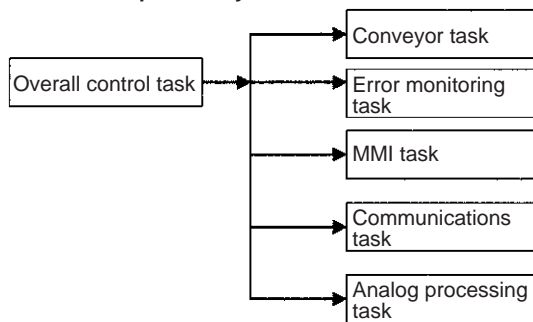 Overall control task
Conveyor task
Error monitoring
task
MMI task
Communications
task
Analog processing
task